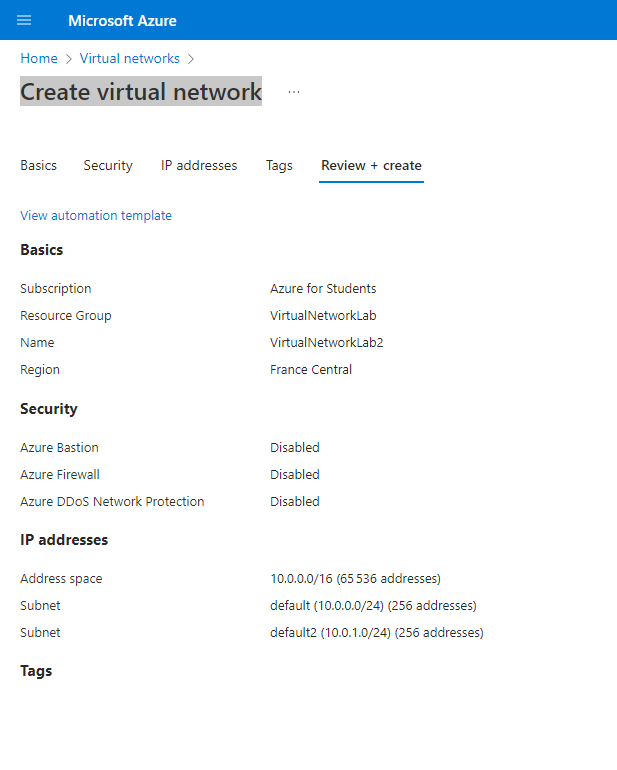 Microsoft Azure
Home > Virtual networks >
Create virtual network ...
Basics Security IP addresses Tags Review + create
View automation template
Basics
Subscription Azure for Students
Resource Group VirtualNetworkLab
Name VirtualNetworkLab2
Region France Central
Security
Azure Bastion Disabled
Azure Firewall Disabled
Azure DDoS Network Protection Disabled
IP addresses
Address space 10.0.0.0/16 (65 536 addresses)
Subnet default (10.0.0.0/24) (256 addresses)
Subnet default2 (10.0.1.0/24) (256 addresses)
Tags